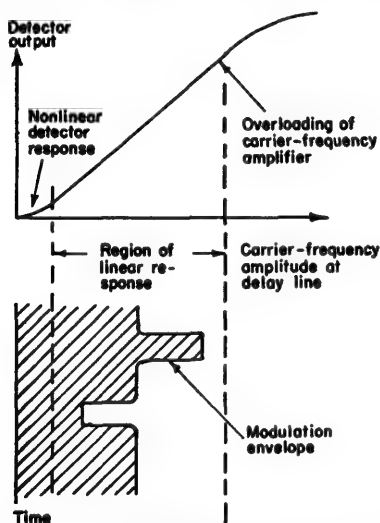 Detector
output
Nonlinear
detector
response
Overloading of
carrier-frequency
amplifier
Region of
linear re-
sponse
Carrier-frequency
amplitude at
delay line
Modulation
envelope
Time